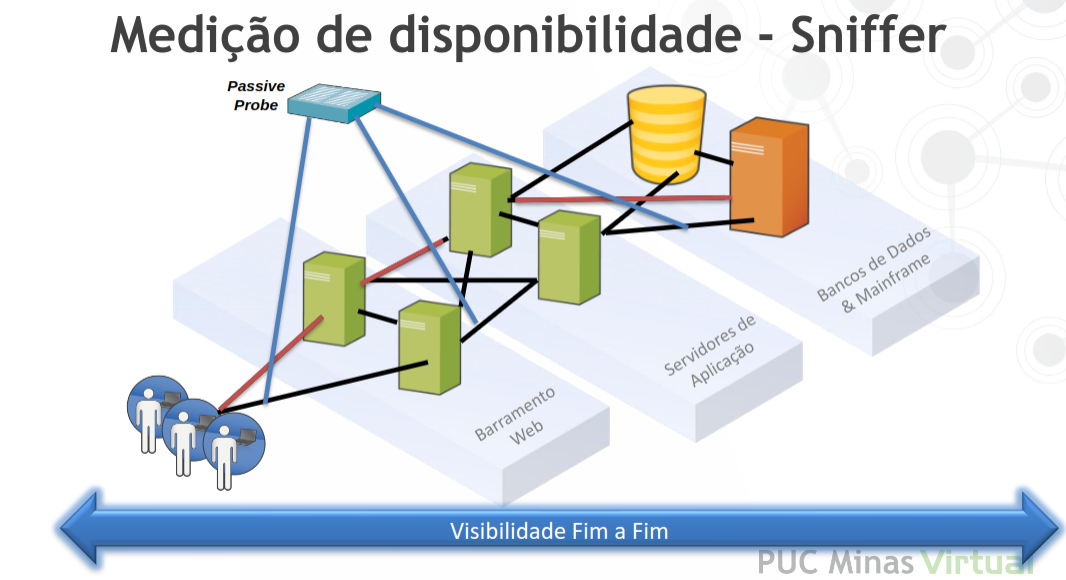 Medição de disponibilidade - Sniffer
Passive
Probe
Bancos de Dados
& Mainframe
Servidores de
Aplicação
Barramento
Web
Visibilidade Fim a Fim
PUC Minas Virtual